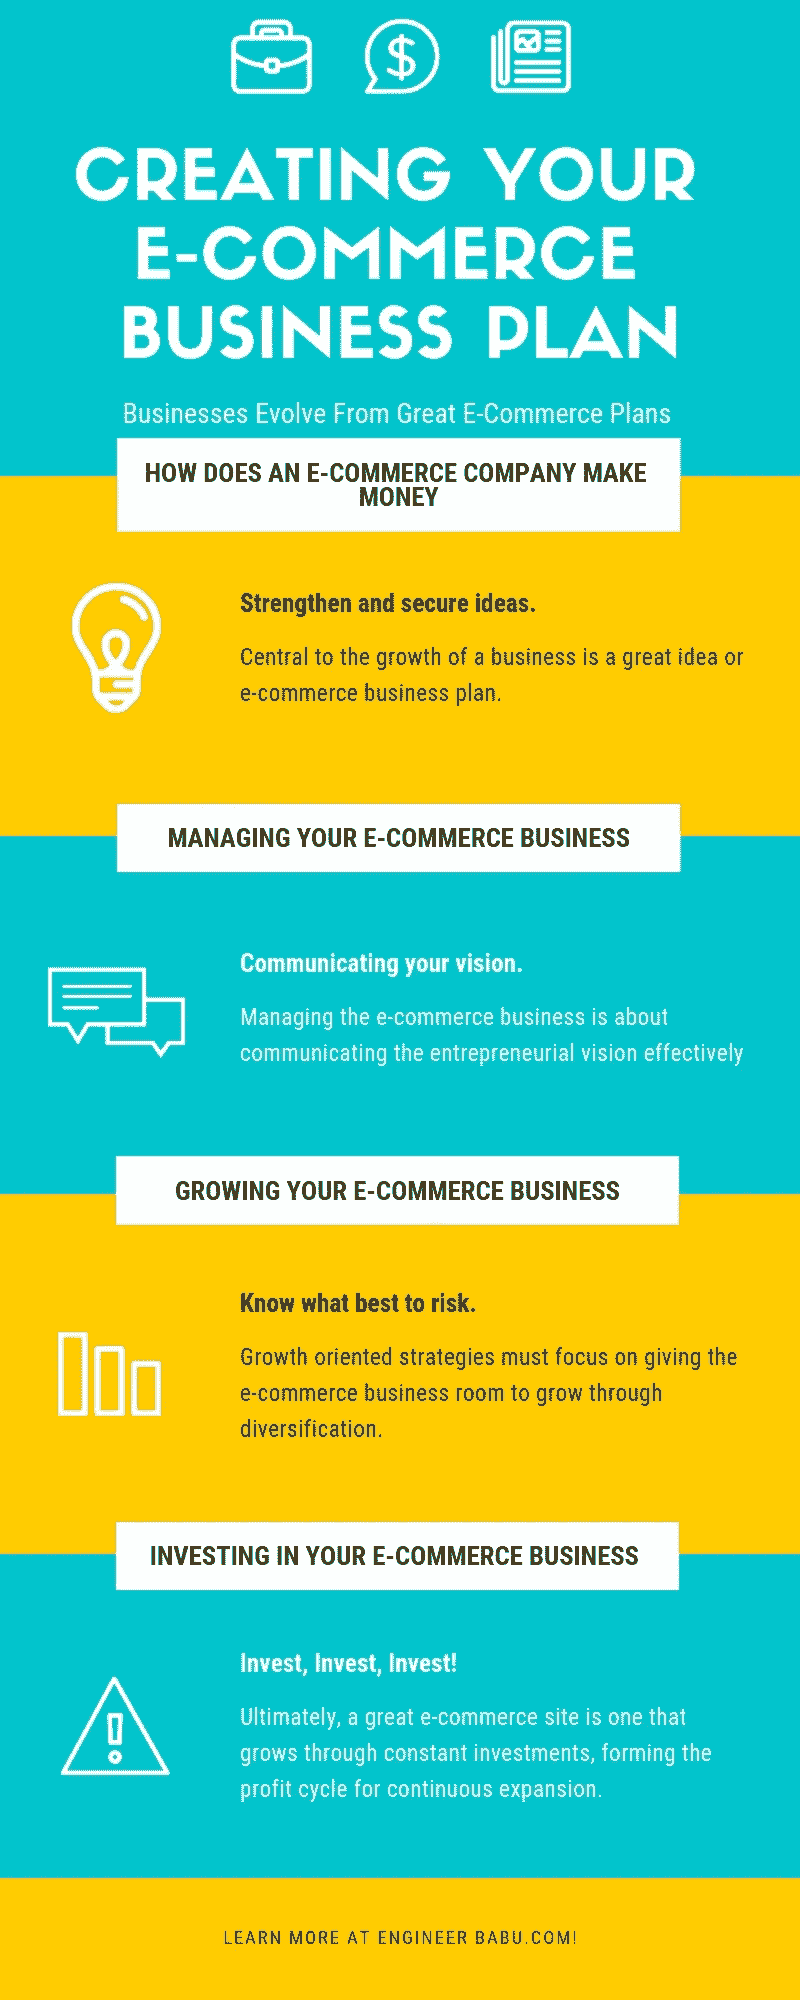 CREATING YOUR
E-COMMERCE
BUSINESS PLAN
Businesses Evolve From Great E-Commerce Plans
HOW DOES AN E-COMMERCE COMPANY MAKE
MONEY
Strengthen and secure ideas.
Central to the growth of a business is a great idea or
e-commerce business plan.
MANAGING YOUR E-COMMERCE BUSINESS
Communicating your vision.
Managing the e-commerce business is about
communicating the entrepreneurial vision effectively
GROWING YOUR E-COMMERCE BUSINESS
Know what best to risk.
Growth oriented strategies must focus on giving the
e-commerce business room to grow through
diversification.
INVESTING IN YOUR E-COMMERCE BUSINESS
Invest, Invest, Invest!
Ultimately, a great e-commerce site is one that
grows through constant investments, forming the
profit cycle for continuous expansion.
LEARN MORE AT ENGINEER BABU.COM!